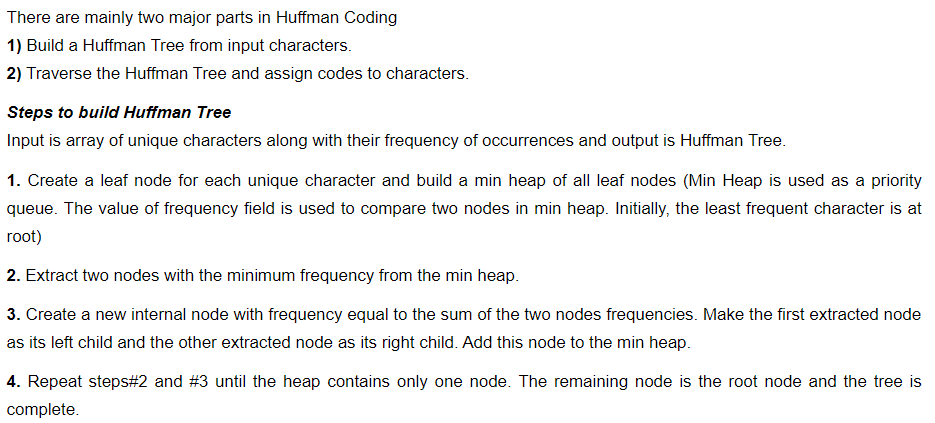 There are mainly two major parts in Huffman Coding
1) Build a Huffman Tree from input characters.
2) Traverse the Huffman Tree and assign codes to characters.
Steps to build Huffman Tree
Input is array of unique characters along with their frequency of occurrences and output is Huffman Tree.
1. Create a leaf node for each unique character and build a min heap of all leaf nodes (Min Heap is used as a priority
queue. The value of frequency field is used to compare two nodes in min heap. Initially, the least frequent character is at
root)
2. Extract two nodes with the minimum frequency from the min heap.
3. Create a new internal node with frequency equal to the sum of the two nodes frequencies. Make the first extracted node
as its left child and the other extracted node as its right child. Add this node to the min heap.
4. Repeat steps#2 and #3 until the heap contains only one node. The remaining node is the root node and the tree is
complete.